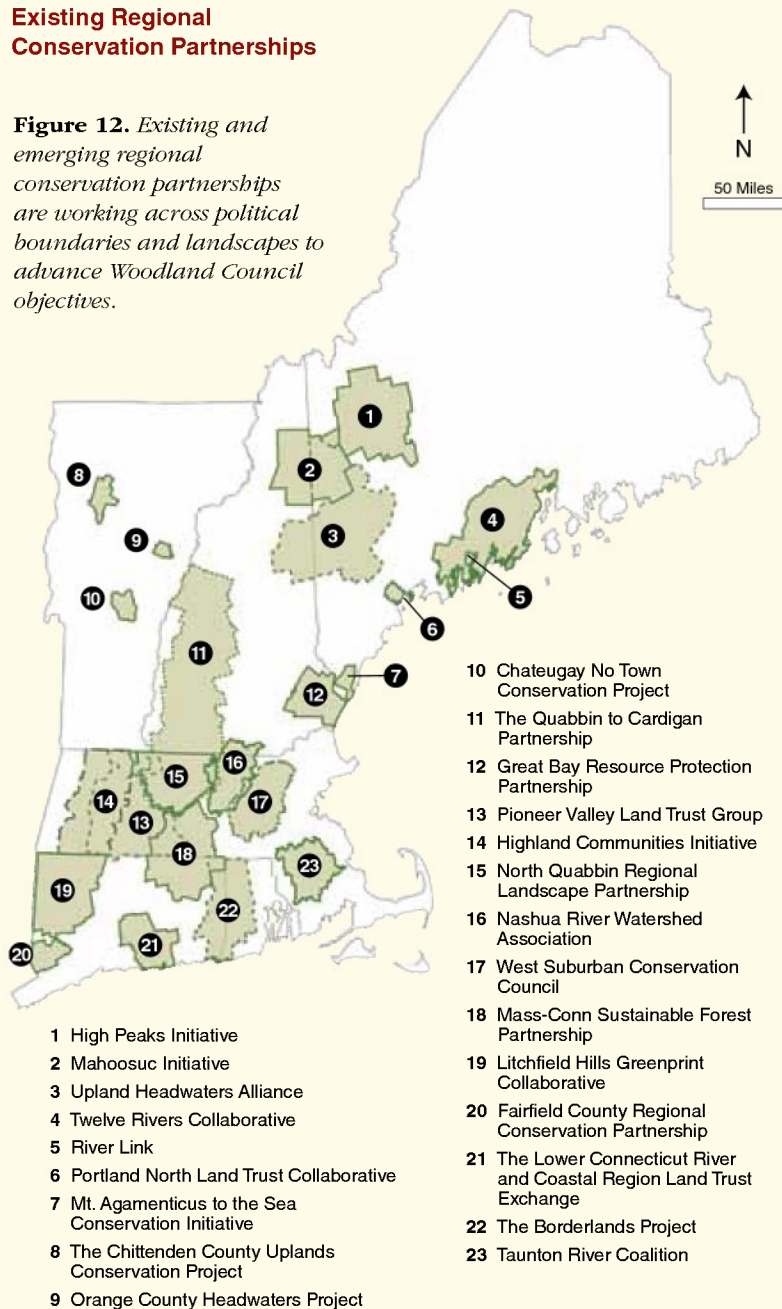 Existing Regional
Conservation Partnerships
Figure 12. Existing and
emerging regional
conservation partnerships
are working across political
boundaries and landscapes to
advance Woodland Council
objectives.
N
50 Miles
1
2
3
4
5
6
7
8
9
10
11
12
13
14
15
16
17
18
19
20
21
22
23
1 High Peaks Initiative
2 Mahoosuc Initiative
3 Upland Headwaters Alliance
4 Twelve Rivers Collaborative
5 River Link
6 Portland North Land Trust Collaborative
7 Mt. Agamenticus to the Sea
Conservation Initiative
8 The Chittenden County Uplands
Conservation Project
9 Orange County Headwaters Project
10 Chateugay No Town
Conservation Project
11 The Quabbin to Cardigan
Partnership
12 Great Bay Resource Protection
Partnership
13 Pioneer Valley Land Trust Group
14 Highland Communities Initiative
15 North Quabbin Regional
Landscape Partnership
16 Nashua River Watershed
Association
17 West Suburban Conservation
Council
18 Mass-Conn Sustainable Forest
Partnership
19 Litchfield Hills Greenprint
Collaborative
20 Fairfield County Regional
Conservation Partnership
21 The Lower Connecticut River
and Coastal Region Land Trust
Exchange
22 The Borderlands Project
23 Taunton River Coalition